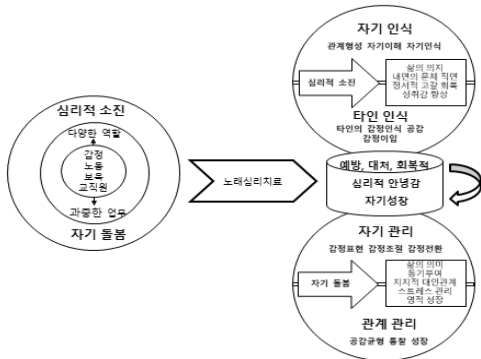 심리적 소진
다양한 역할
감정
노동
보육
교직원
과중한 업무
자기 돌봄
노래심리치료
자기 인식
관계형성 자기이해 자기인식
심리적 소진
삶의 의지
내면의 문제 직면
정서적 고갈 회복
성취감 향상
타인 인식
타인의 감정인식 공감
감정이입
예방, 대처, 회복적
심리적 안녕감
자기성장
자기 관리
감정표현 감정조절 감정전환
자기 돌봄
삶의 의미
동기부여
지지적 대인관계
스트레스 관리
영적 성장
관계 관리
공감균형 통찰 성장